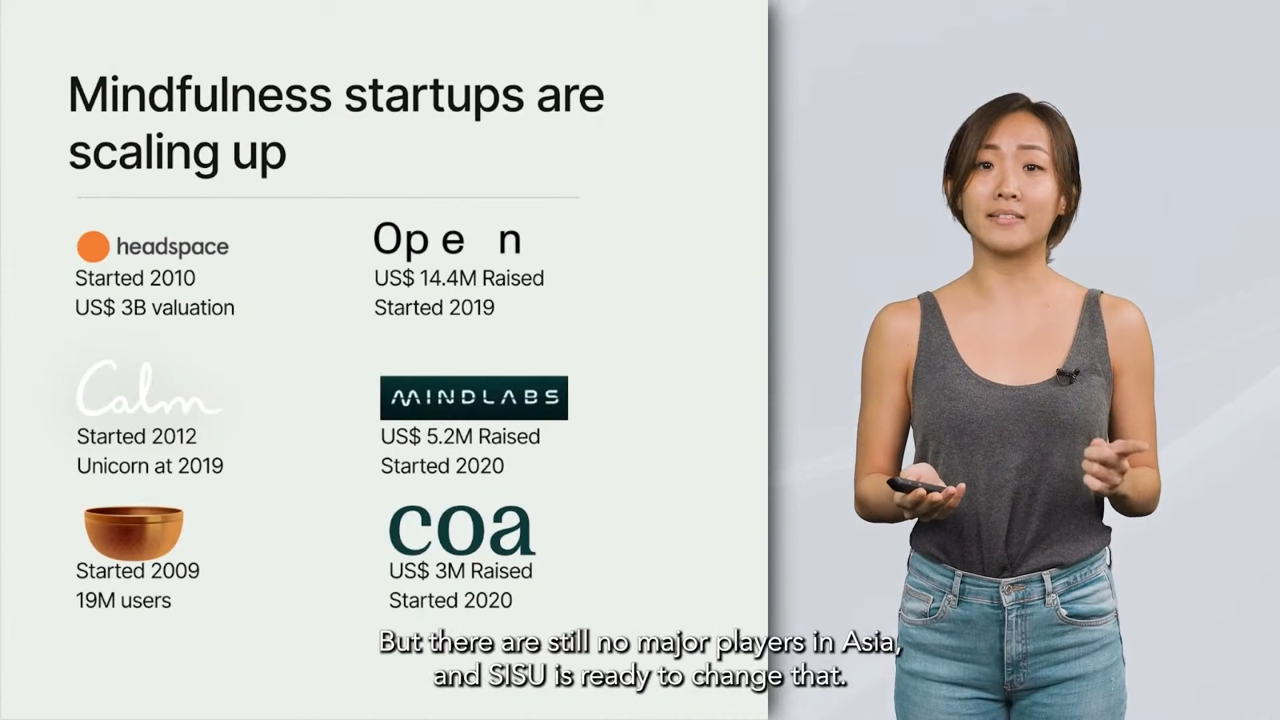 Mindfulness startups are
scaling up
headspace
Started 2010
US$ 3B valuation
Open
US$ 14.4M Raised
Started 2019
Calm
Started 2012
Unicorn at 2019
MINDLABS
US$ 5.2M Raised
Started 2020
Started 2009
19M users
coa
US$ 3M Raised
Started 2020
But there are still no major players in Asia,
and SISU is ready to change that.